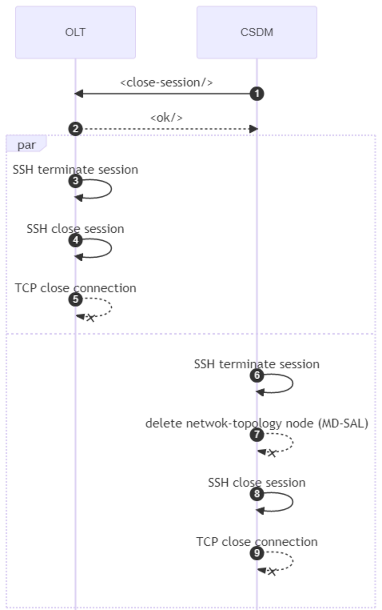 OLT
CSDM
<close-session/>
1
<ok/>
2
par
SSH terminate session
3
SSH close session
4
TCP close connection
5
SSH terminate session
6
delete netwok-topology node (MD-SAL)
7
SSH close session
8
TCP close connection
9